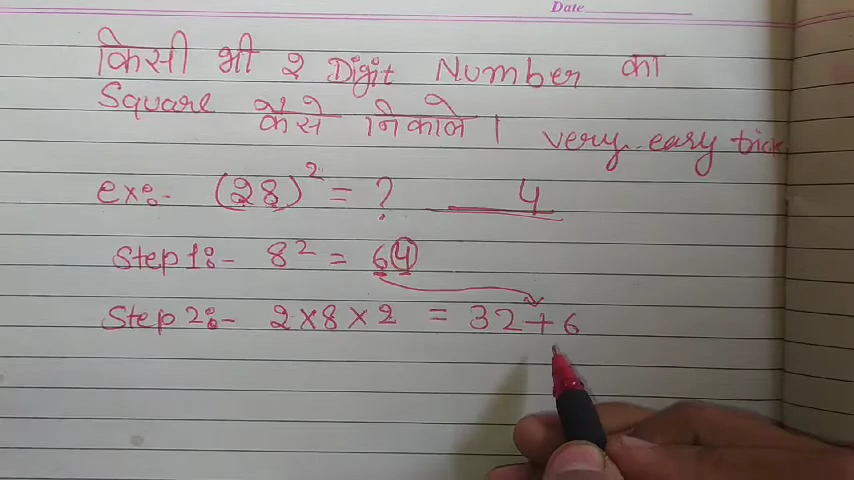 Date
किसी भी २ Digit Number का
Square कैसे निकाले ।
very easy trick
ex:- (28)² = ? 4
Step 1:- 8² = 64
Step 2:- 2×8×2 = 32+6